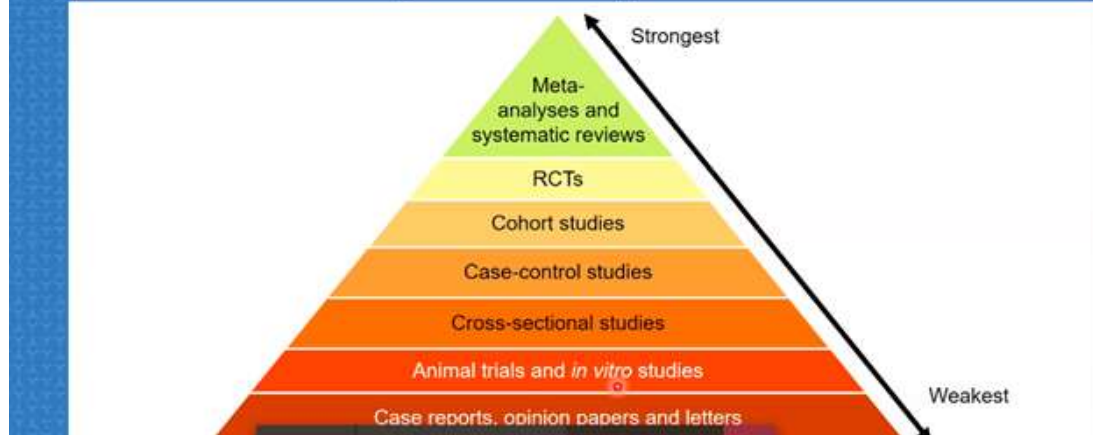 Strongest
Meta-
analyses and
systematic reviews
RCTs
Cohort studies
Case-control studies
Cross-sectional studies
Animal trials and in vitro studies
Weakest
Case reports, opinion papers and letters